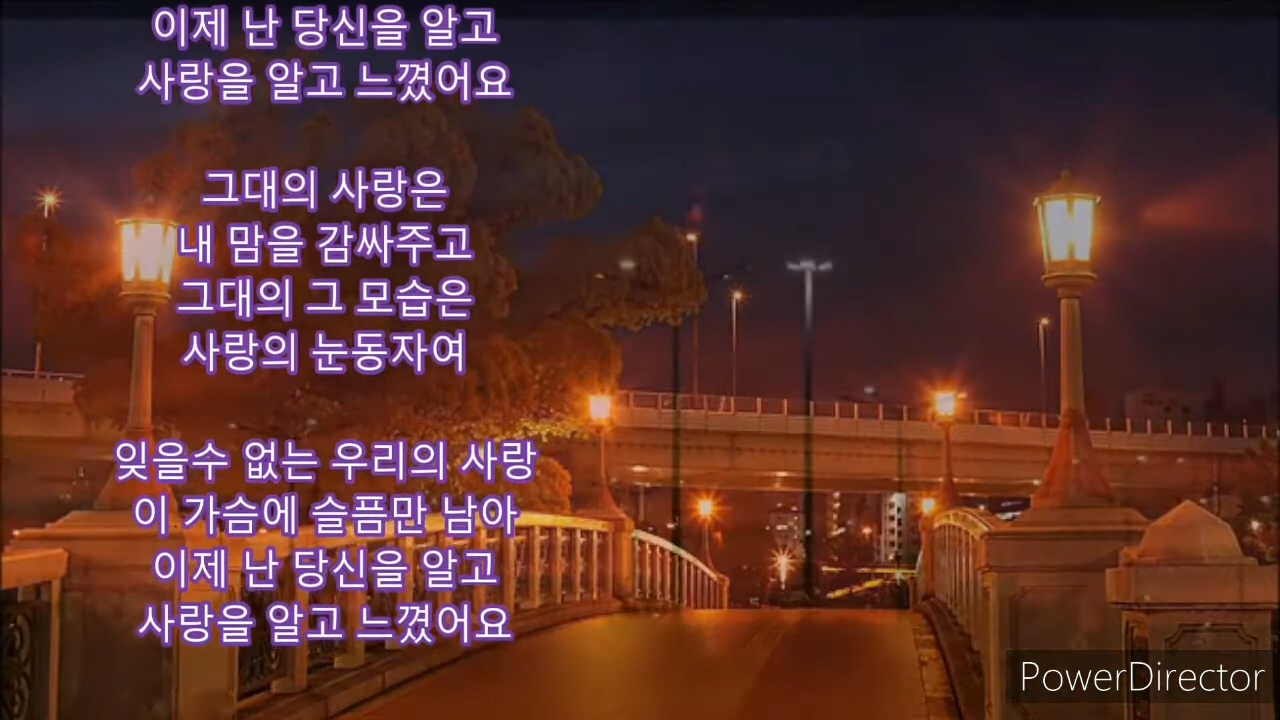 이제 난 당신을 알고
사랑을 알고 느꼈어요
그대의 사랑은
내 맘을 감싸주고
그대의 그 모습은
사랑의 눈동자여
잊을수 없는 우리의 사랑
이 가슴에 슬픔만 남아
이제 난 당신을 알고
사랑을 알고 느꼈어요
PowerDirector